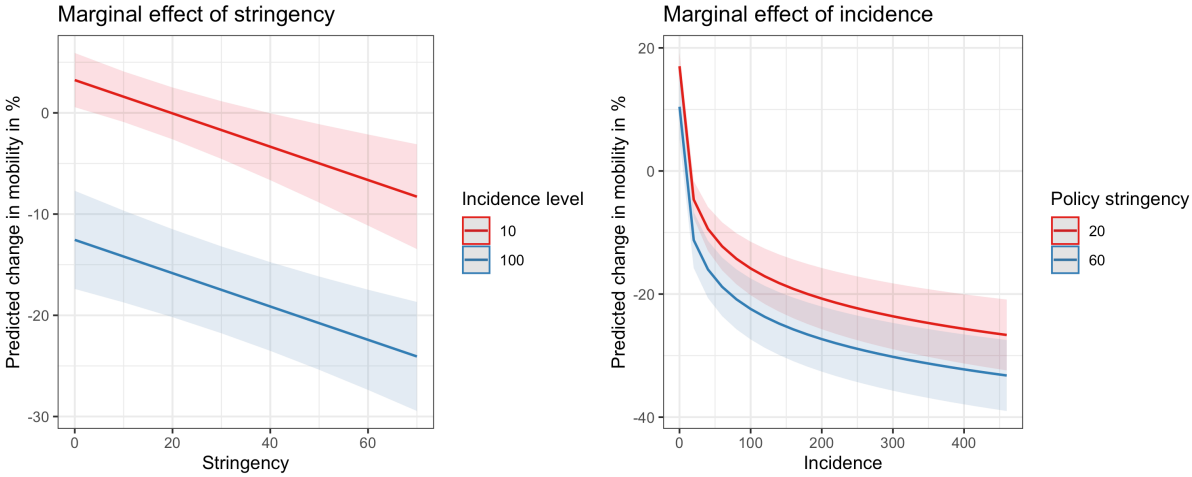 Marginal effect of stringency
Predicted change in mobility in %
0
-10
-20
-30
0 20 40 60
Stringency
Incidence level
10
100
Marginal effect of incidence
Predicted change in mobility in %
20
0
-20
-40
0 100 200 300 400
Incidence
Policy stringency
20
60